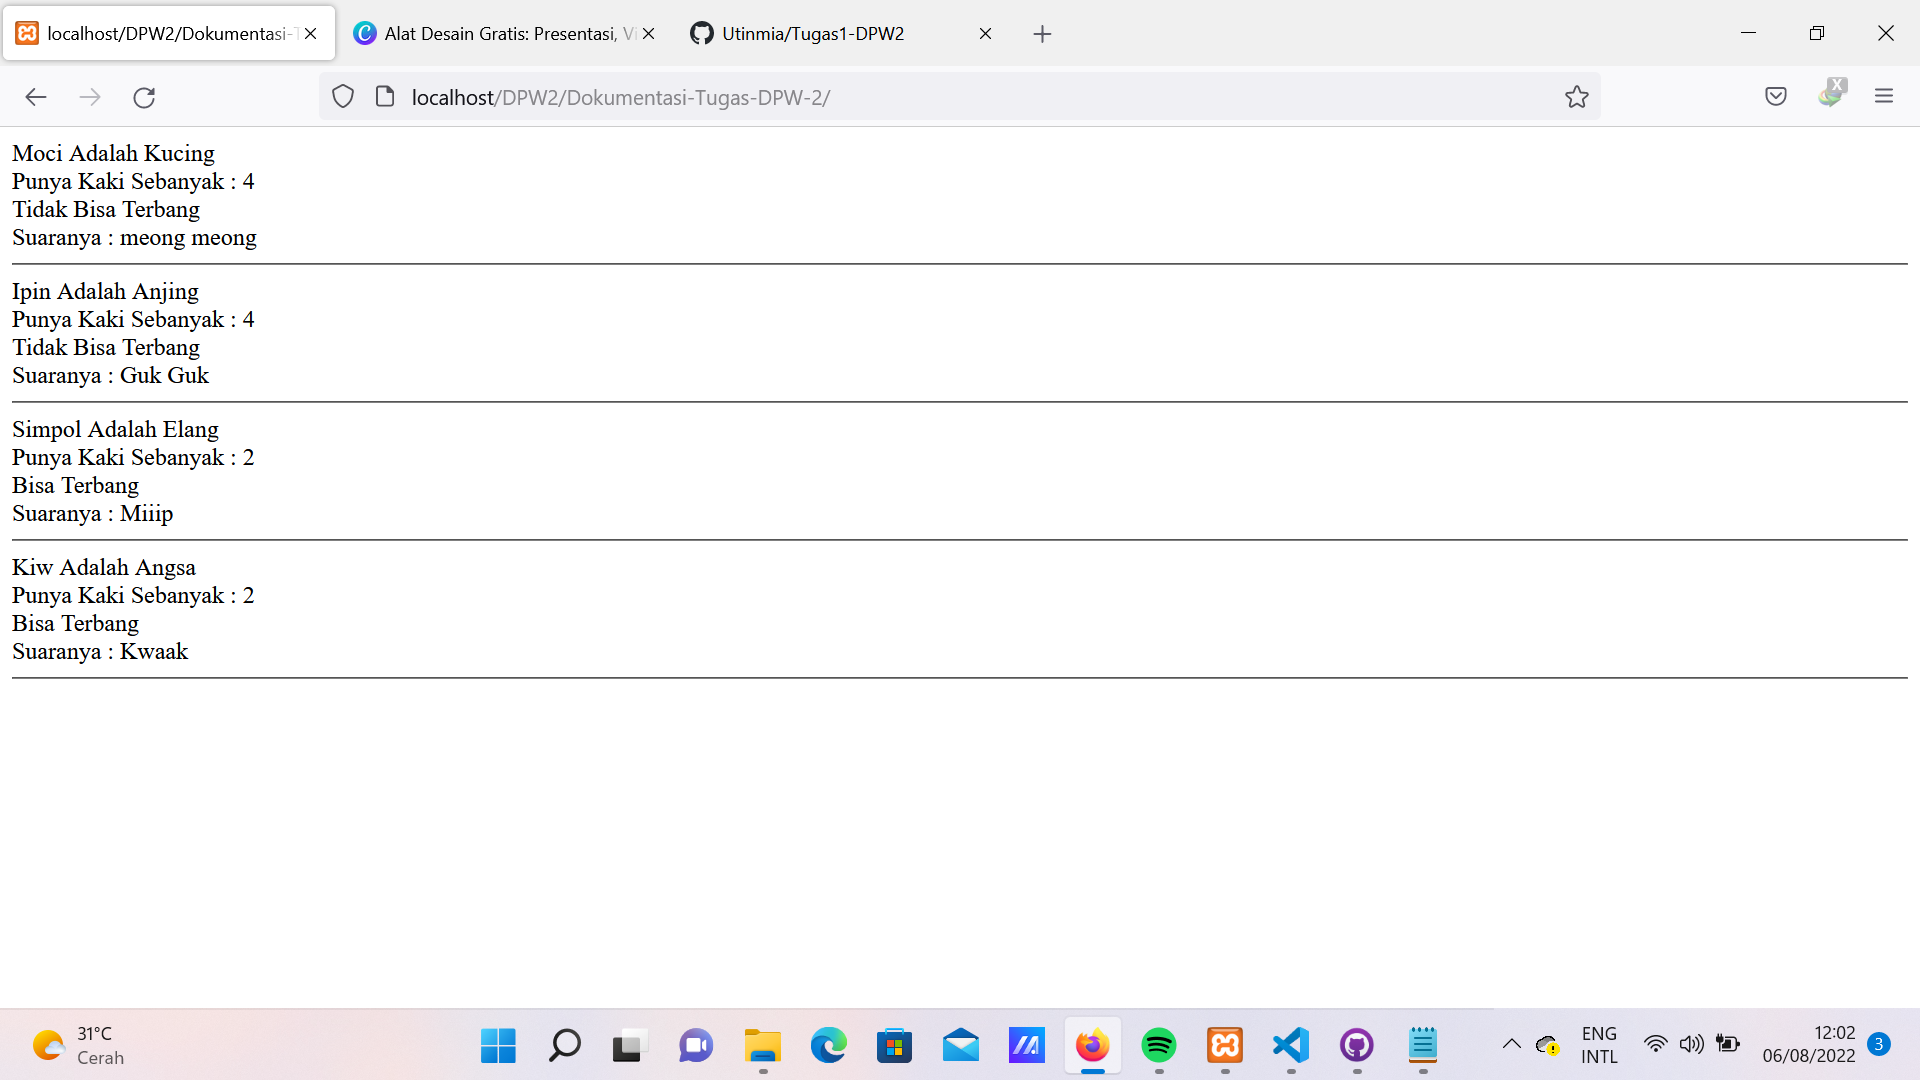 localhost/DPW2/Dokumentasi-T
Alat Desain Gratis: Presentasi, Vi
Utinmia/Tugas1-DPW2
localhost/DPW2/Dokumentasi-Tugas-DPW-2/
X
Moci Adalah Kucing
Punya Kaki Sebanyak : 4
Tidak Bisa Terbang
Suaranya : meong meong
Ipin Adalah Anjing
Punya Kaki Sebanyak : 4
Tidak Bisa Terbang
Suaranya : Guk Guk
Simpol Adalah Elang
Punya Kaki Sebanyak : 2
Bisa Terbang
Suaranya : Miiip
Kiw Adalah Angsa
Punya Kaki Sebanyak : 2
Bisa Terbang
Suaranya : Kwaak
31°C
Cerah
ENG
INTL
12:02
06/08/2022
3